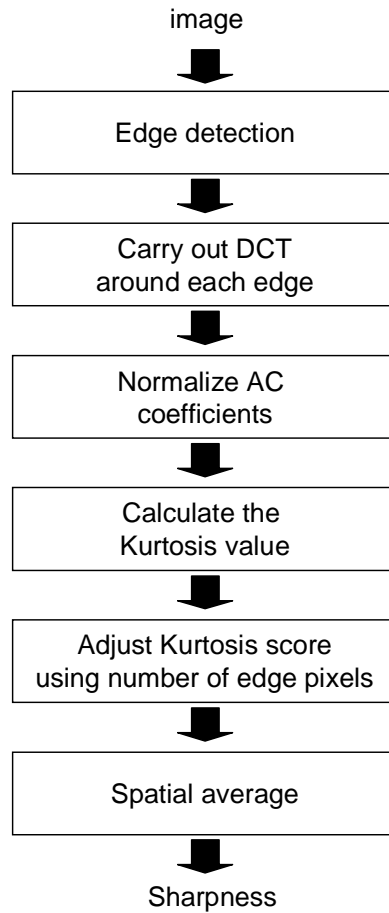 image
Edge detection
Carry out DCT
around each edge
Normalize AC
coefficients
Calculate the
Kurtosis value
Adjust Kurtosis score
using number of edge pixels
Spatial average
Sharpness